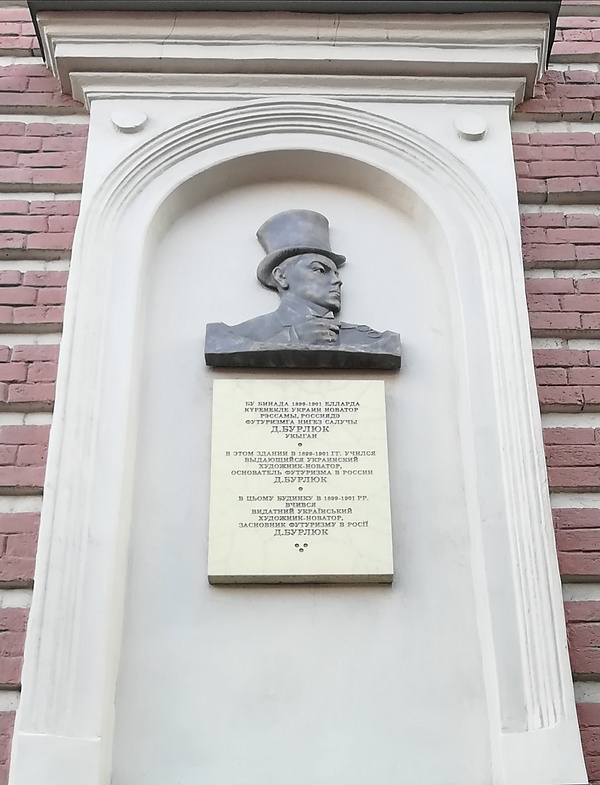 БУ БИНАДА 1899-1901 ЕЛЛАРДА
КҮРЕНЕКЛЕ УКРАИН НОВАТОР
РӘССАМЫ, РОССИЯДӘ
ФУТУРИЗМГА НИГЕЗ САЛУЧЫ
Д.БУРЛЮК
УКЫГАН
В ЭТОМ ЗДАНИИ В 1899-1901 ГГ. УЧИЛСЯ
ВЫДАЮЩИЙСЯ УКРАИНСКИЙ
ХУДОЖНИК-НОВАТОР,
ОСНОВАТЕЛЬ ФУТУРИЗМА В РОССИИ
Д.БУРЛЮК
В ЦЬОМУ БУДИНКУ В 1899-1901 РР.
ВЧИВСЯ
ВИДАТНИЙ УКРАЇНСЬКИЙ
ХУДОЖНИК-НОВАТОР,
ЗАСНОВНИК ФУТУРИЗМУ В РОСІЇ
Д.БУРЛЮК